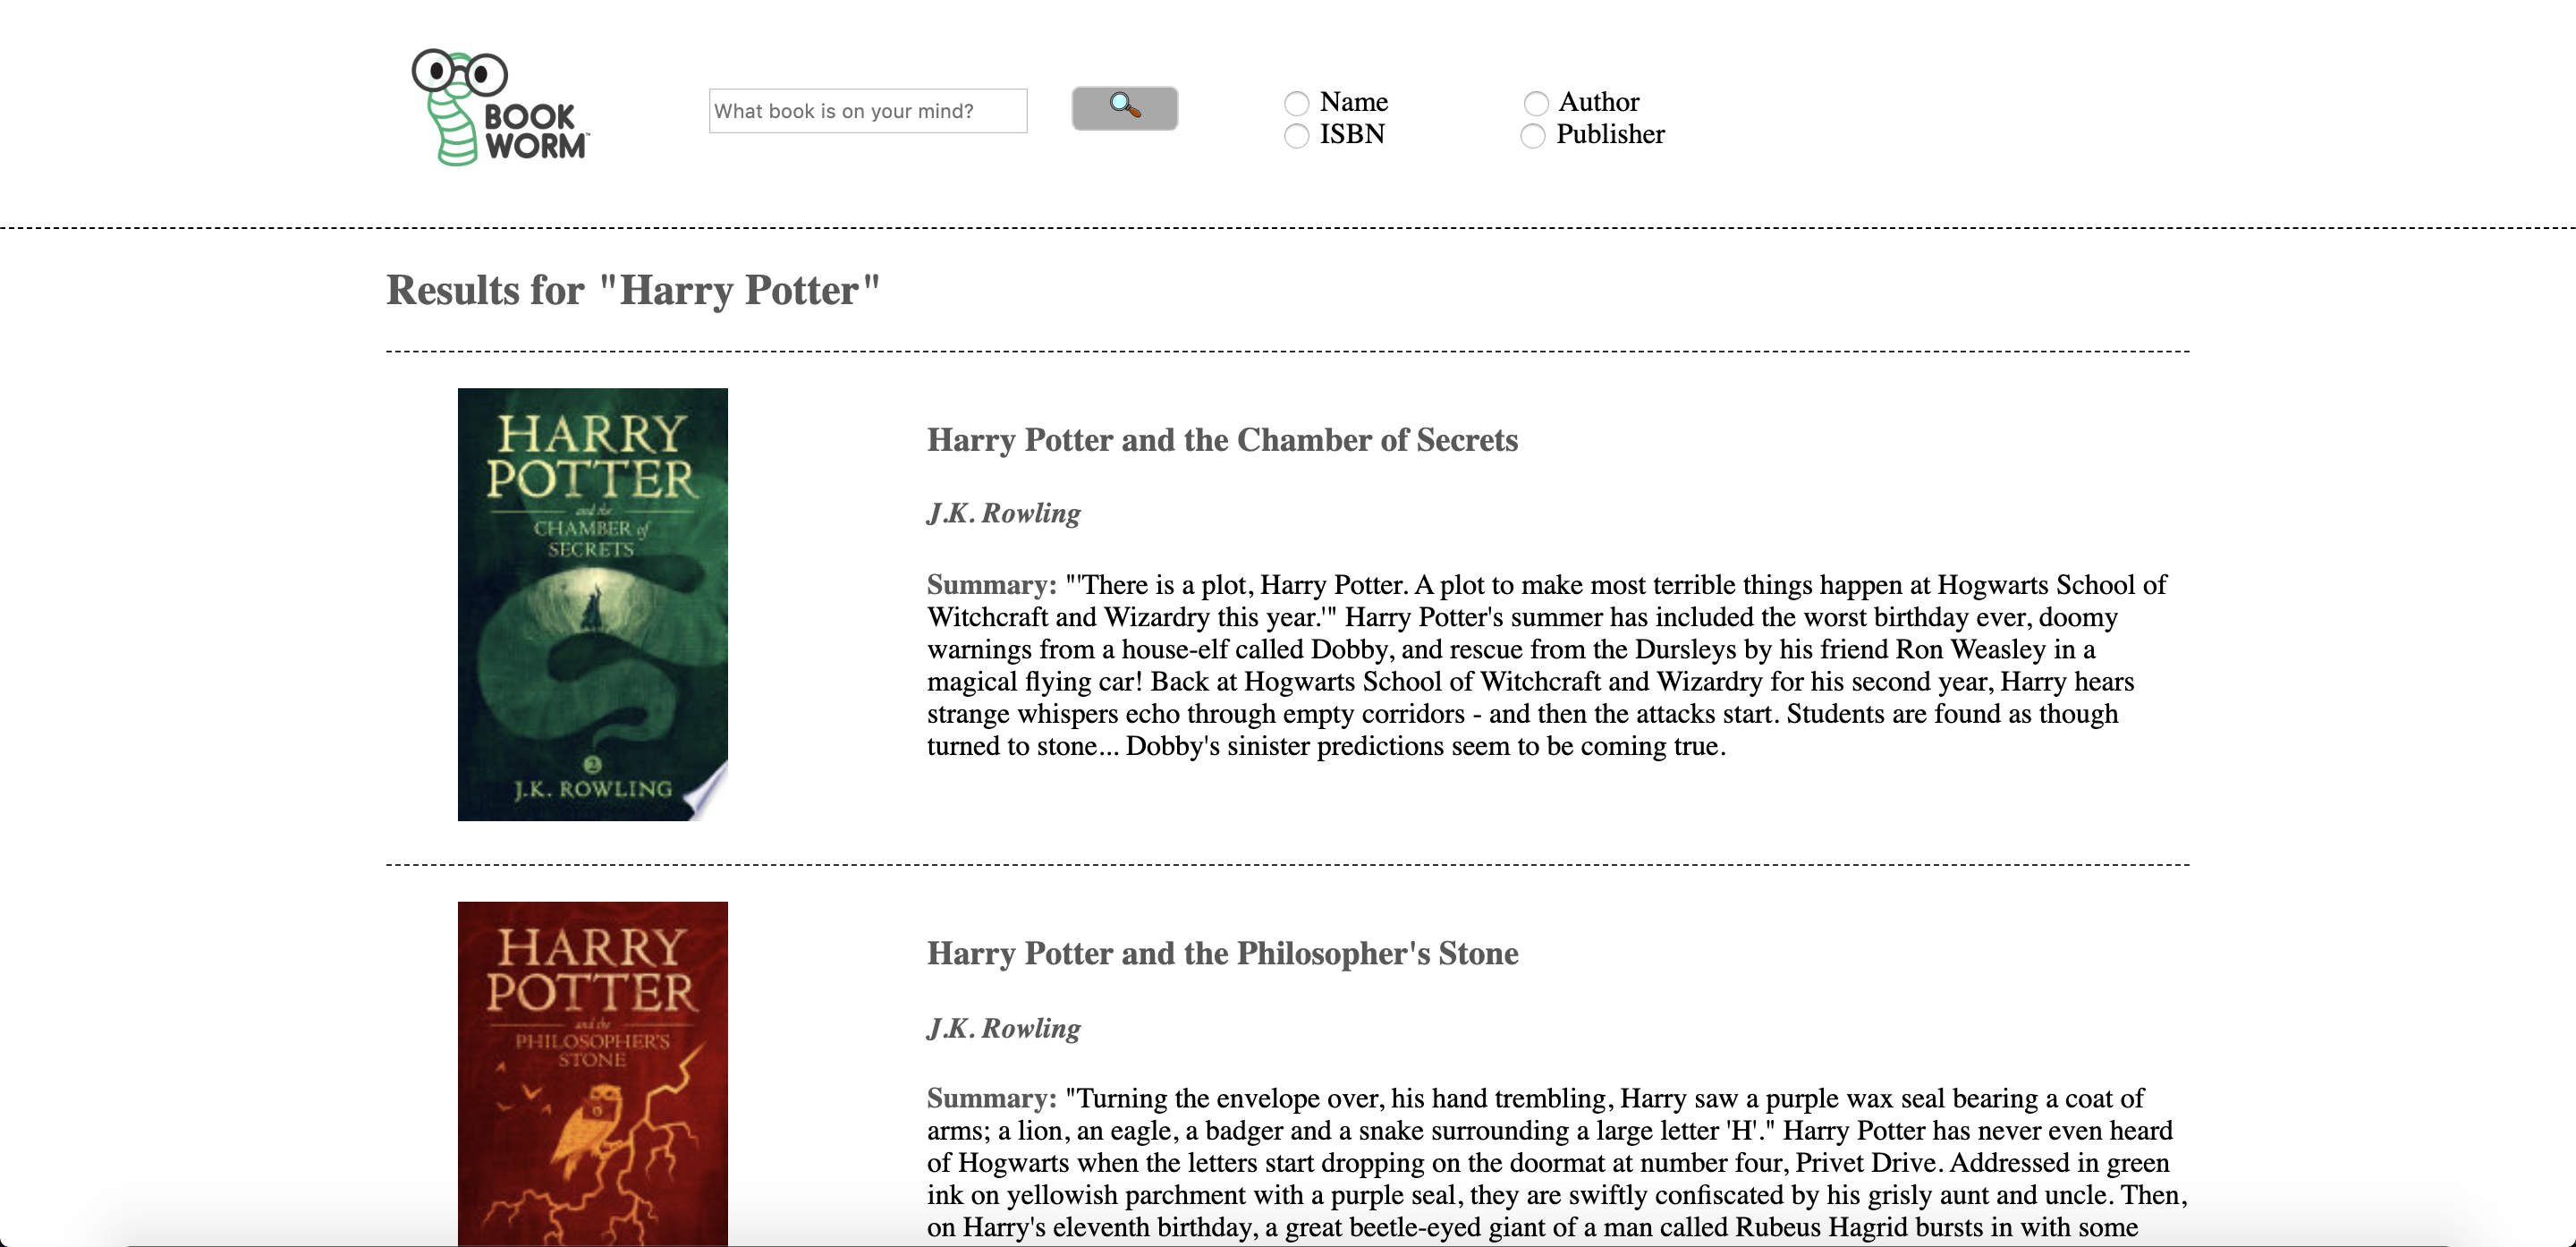 BOOK
WORM™
What book is on your mind?
Name
Author
ISBN
Publisher
Results for "Harry Potter"
HARRY
POTTER
and the
CHAMBER of
SECRETS
2
J.K. ROWLING
Harry Potter and the Chamber of Secrets
J.K. Rowling
Summary: "'There is a plot, Harry Potter. A plot to make most terrible things happen at Hogwarts School of
Witchcraft and Wizardry this year.'" Harry Potter's summer has included the worst birthday ever, doomy
warnings from a house-elf called Dobby, and rescue from the Dursleys by his friend Ron Weasley in a
magical flying car! Back at Hogwarts School of Witchcraft and Wizardry for his second year, Harry hears
strange whispers echo through empty corridors - and then the attacks start. Students are found as though
turned to stone... Dobby's sinister predictions seem to be coming true.
HARRY
POTTER
and the
PHILOSOPHER'S
STONE
Harry Potter and the Philosopher's Stone
J.K. Rowling
Summary: "Turning the envelope over, his hand trembling, Harry saw a purple wax seal bearing a coat of
arms; a lion, an eagle, a badger and a snake surrounding a large letter 'H'." Harry Potter has never even heard
of Hogwarts when the letters start dropping on the doormat at number four, Privet Drive. Addressed in green
ink on yellowish parchment with a purple seal, they are swiftly confiscated by his grisly aunt and uncle. Then,
on Harry's eleventh birthday, a great beetle-eyed giant of a man called Rubeus Hagrid bursts in with some